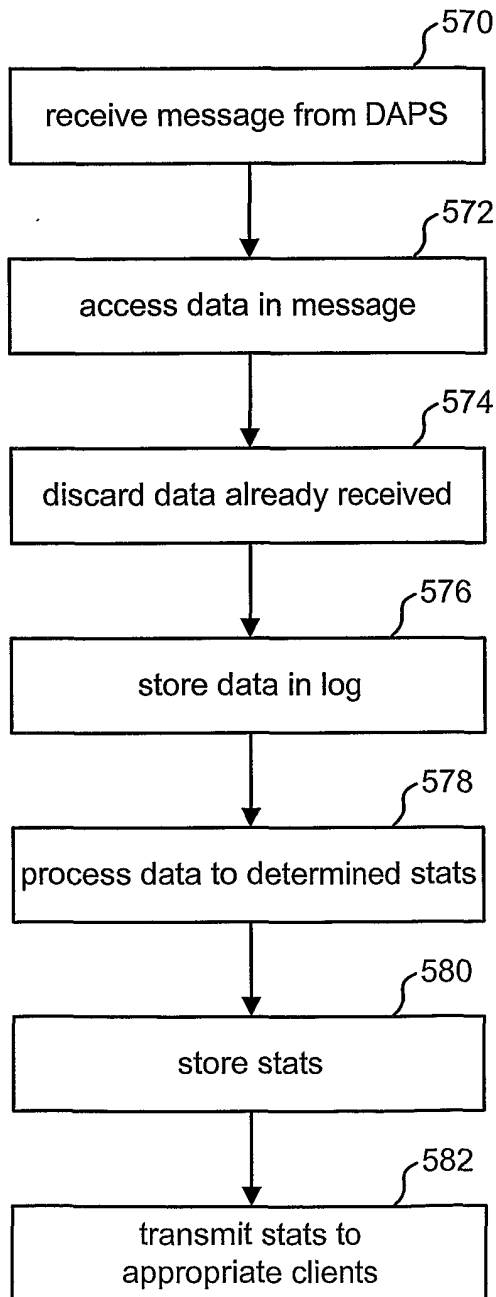 570
receive message from DAPS
572
access data in message
574
discard data already received
576
store data in log
578
process data to determined stats
580
store stats
582
transmit stats to
appropriate clients